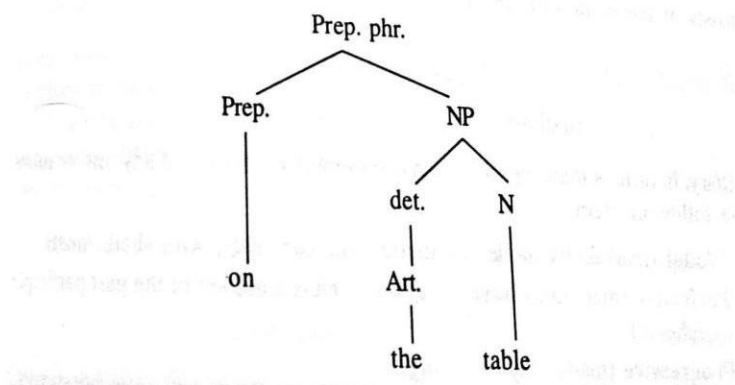 Prep. phr.
Prep. NP
det. N
on Art.
the table